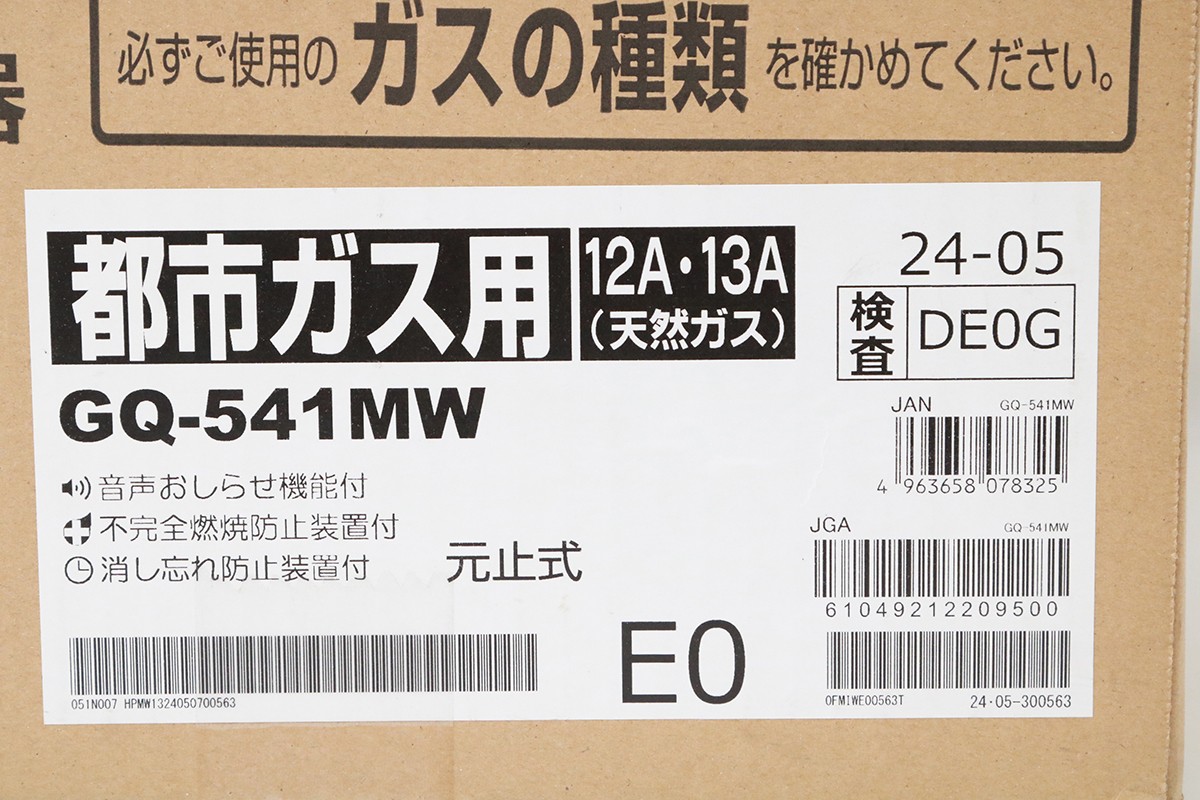 必ずご使用の ガスの種類 を確かめてください。
器
都市ガス用
12A・13A
(天然ガス)
24-05
検査 DE0G
GQ-541MW
JAN GQ-541MW
4 963658 078325
音声おしらせ機能付
不完全燃焼防止装置付
消し忘れ防止装置付
元止式
JGA GQ-541MW
61049212209500
E0
051N007 HPMW1324050700563
0FM1WE00563T 24·05-300563